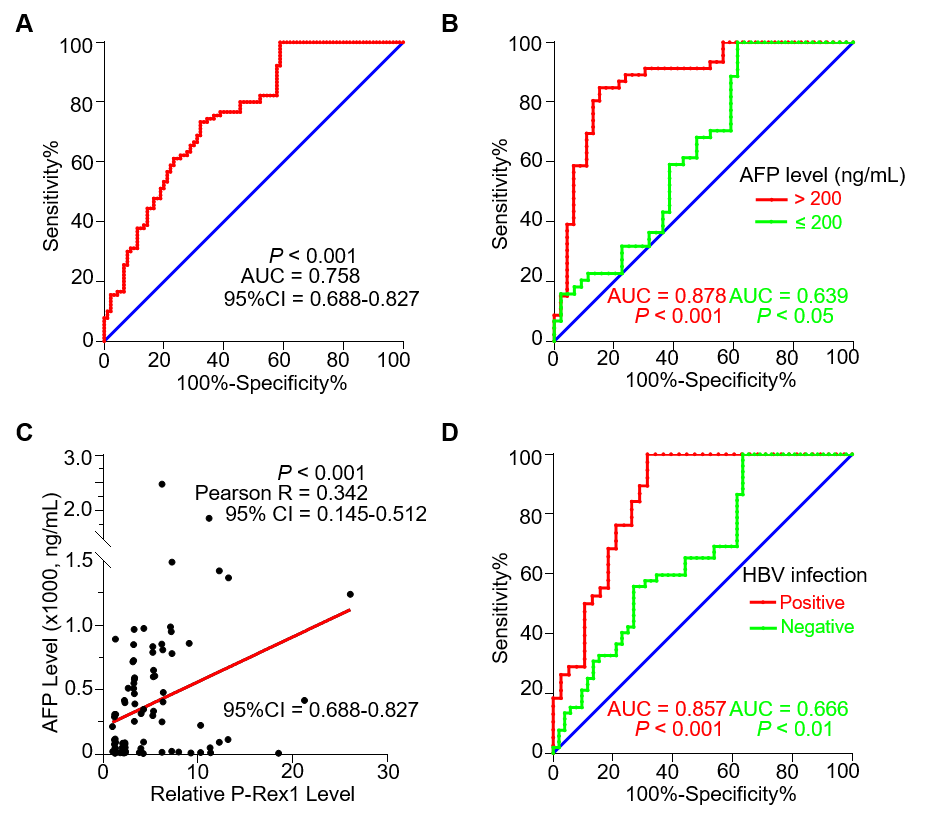 A
100
80
60
40
20
0
Sensitivity%
P < 0.001
AUC = 0.758
95%CI = 0.688-0.827
0 20 40 60 80 100
100%-Specificity%
B
100
80
60
40
20
0
Sensitivity%
AFP level (ng/mL)
> 200
≤ 200
AUC = 0.878 AUC = 0.639
P < 0.001 P < 0.05
0 20 40 60 80 100
100%-Specificity%
C
3.0
2.0
1.5
1.0
0.5
0
AFP Level (x1000, ng/mL)
P < 0.001
Pearson R = 0.342
95% CI = 0.145-0.512
95%CI = 0.688-0.827
0 10 20 30
Relative P-Rex1 Level
D
100
80
60
40
20
0
Sensitivity%
HBV infection
Positive
Negative
AUC = 0.857 AUC = 0.666
P < 0.001 P < 0.01
0 20 40 60 80 100
100%-Specificity%